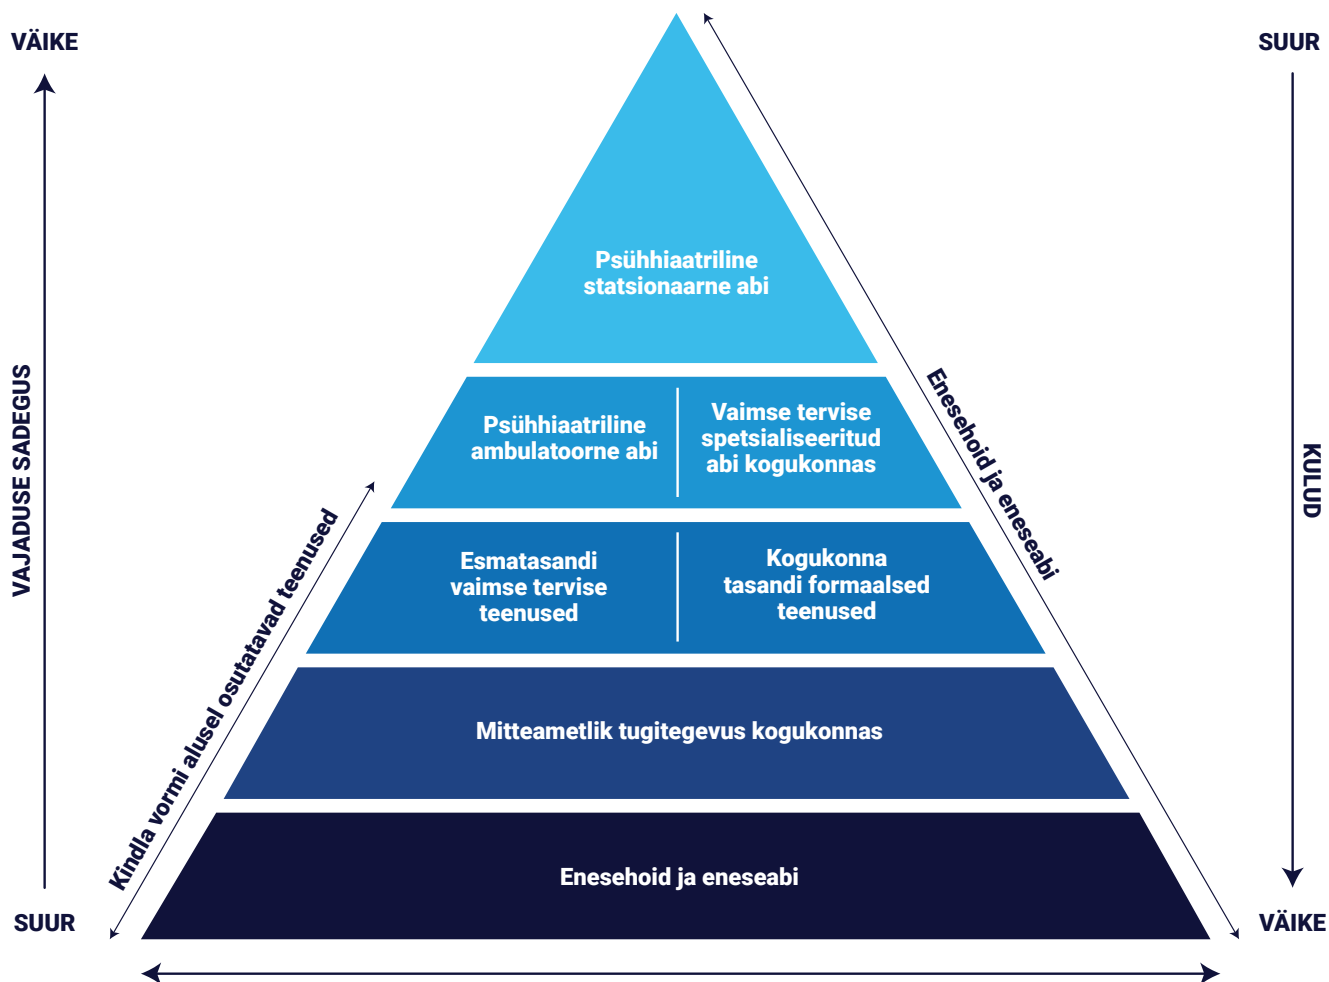 VÄIKE
SUUR
Psühhiaatriline
statsionaarne abi
Psühhiaatriline
ambulatoorne abi
Vaimse tervise
spetsialiseeritud
abi kogukonnas
Esmatasandi
vaimse tervise
teenused
Kogukonna
tasandi formaalsed
teenused
Mitteametlik tugitegevus kogukonnas
Enesehoid ja eneseabi
VAJADUSE SADEGUS
Kindla vormi alusel osutatavad teenused
Enesehoid ja eneseabi
KULUD
SUUR
VÄIKE